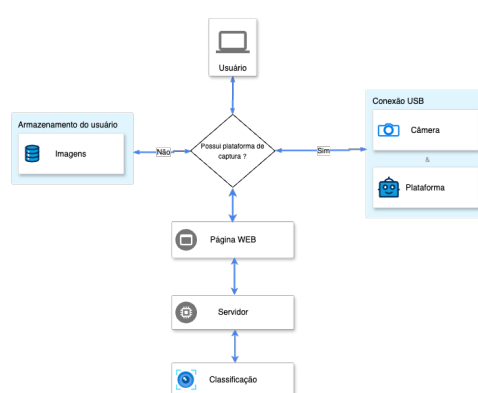 Usuário
Conexão USB
Câmera
&
Plataforma
Armazenamento do usuário
Imagens
Não
Possui plataforma de
captura ?
Sim
Página WEB
Servidor
Classificação